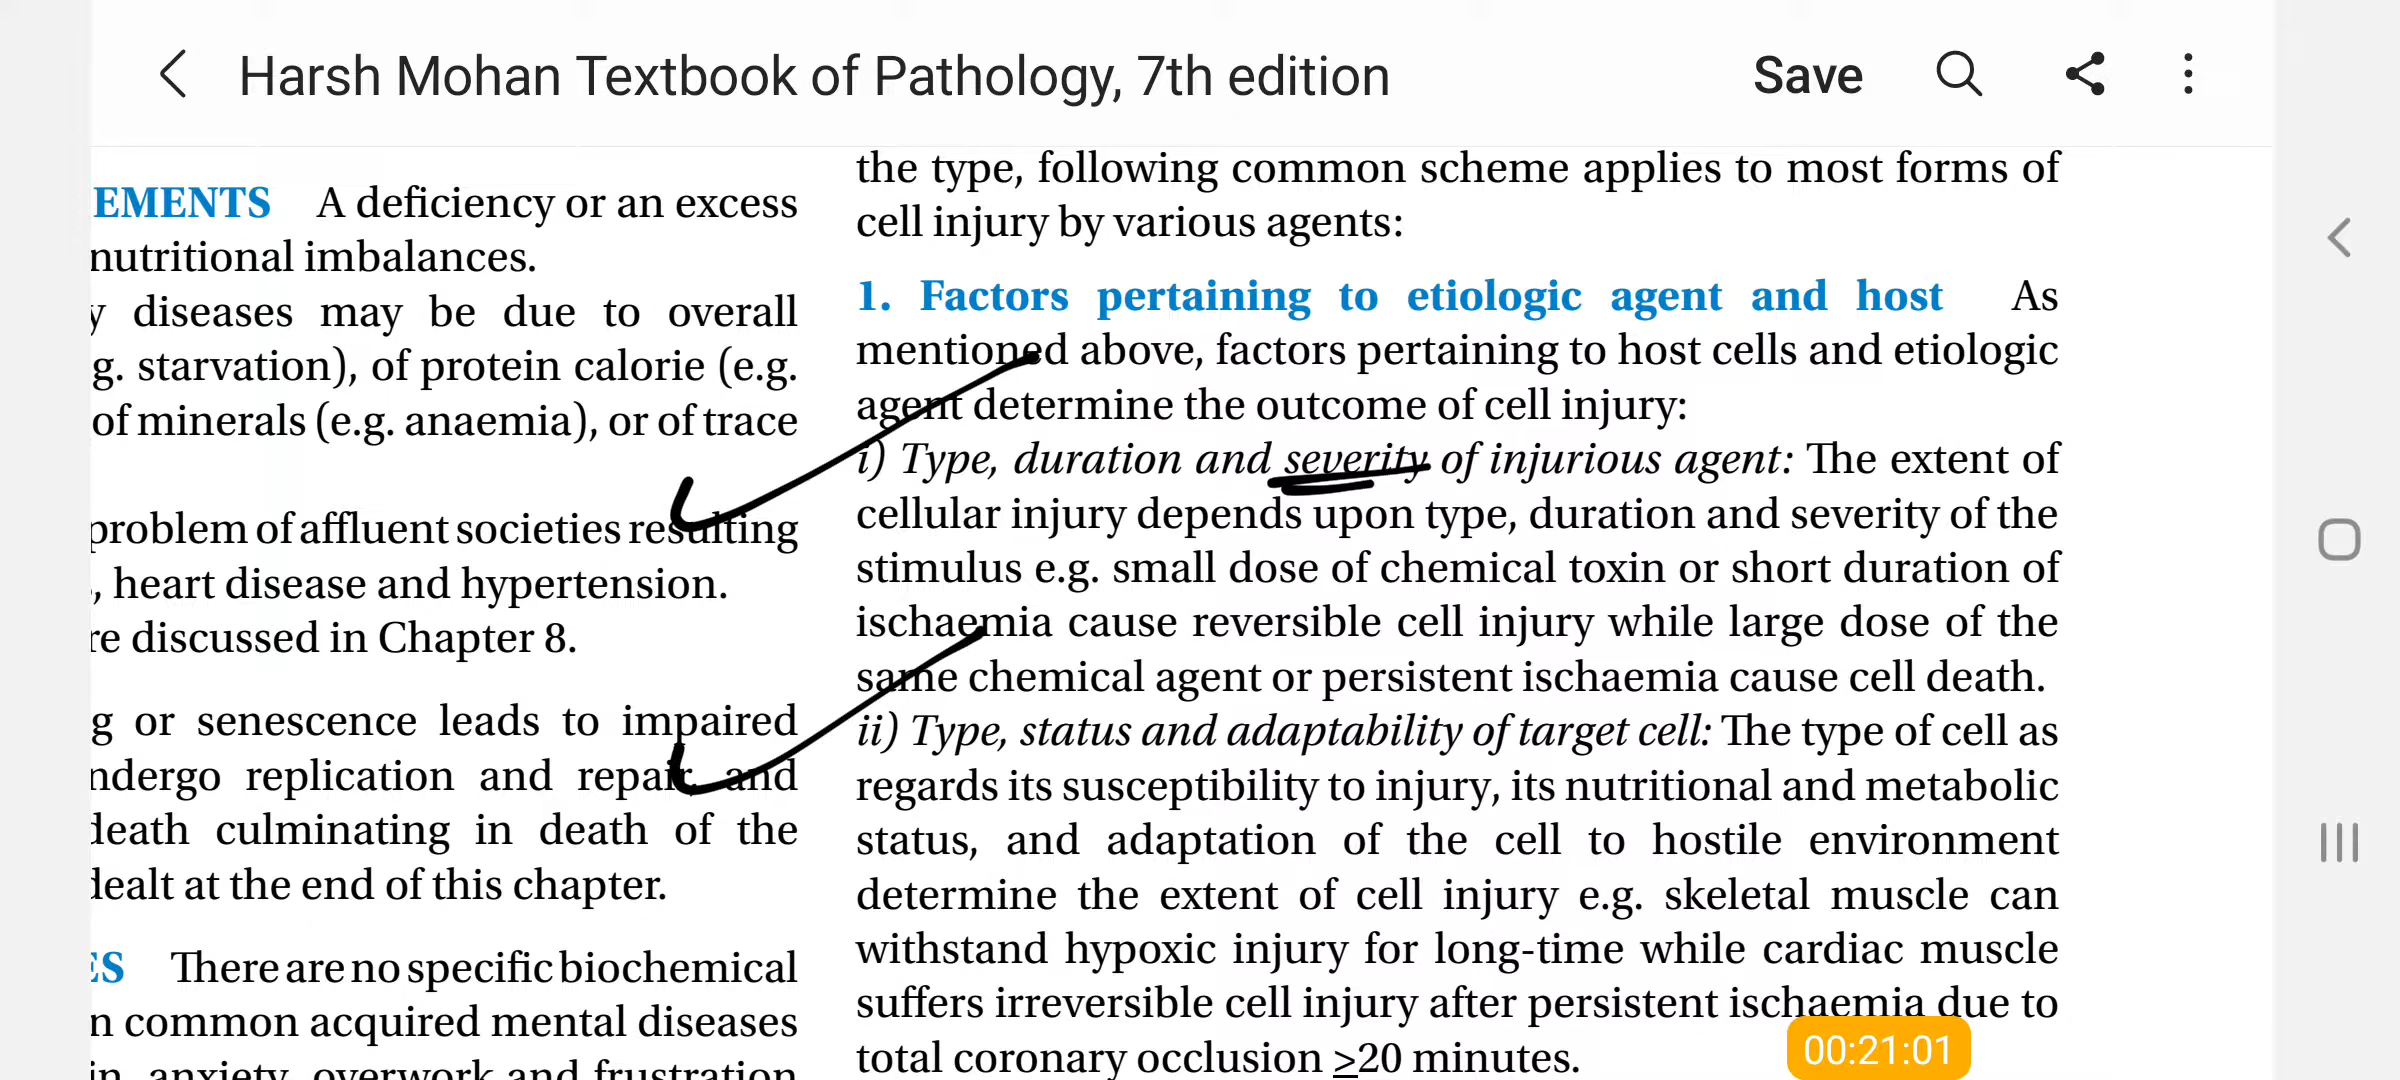 Harsh Mohan Textbook of Pathology, 7th edition
Save
EMENTS A deficiency or an excess
nutritional imbalances.
y diseases may be due to overall
g. starvation), of protein calorie (e.g.
of minerals (e.g. anaemia), or of trace
problem of affluent societies resulting
, heart disease and hypertension.
re discussed in Chapter 8.
g or senescence leads to impaired
ndergo replication and repair and
death culminating in death of the
dealt at the end of this chapter.
ES There are no specific biochemical
n common acquired mental diseases
in, anxiety, overwork and frustration
the type, following common scheme applies to most forms of
cell injury by various agents:
1. Factors pertaining to etiologic agent and host As
mentioned above, factors pertaining to host cells and etiologic
agent determine the outcome of cell injury:
i) Type, duration and severity of injurious agent: The extent of
cellular injury depends upon type, duration and severity of the
stimulus e.g. small dose of chemical toxin or short duration of
ischaemia cause reversible cell injury while large dose of the
same chemical agent or persistent ischaemia cause cell death.
ii) Type, status and adaptability of target cell: The type of cell as
regards its susceptibility to injury, its nutritional and metabolic
status, and adaptation of the cell to hostile environment
determine the extent of cell injury e.g. skeletal muscle can
withstand hypoxic injury for long-time while cardiac muscle
suffers irreversible cell injury after persistent ischaemia due to
total coronary occlusion ≥20 minutes.
00:21:01